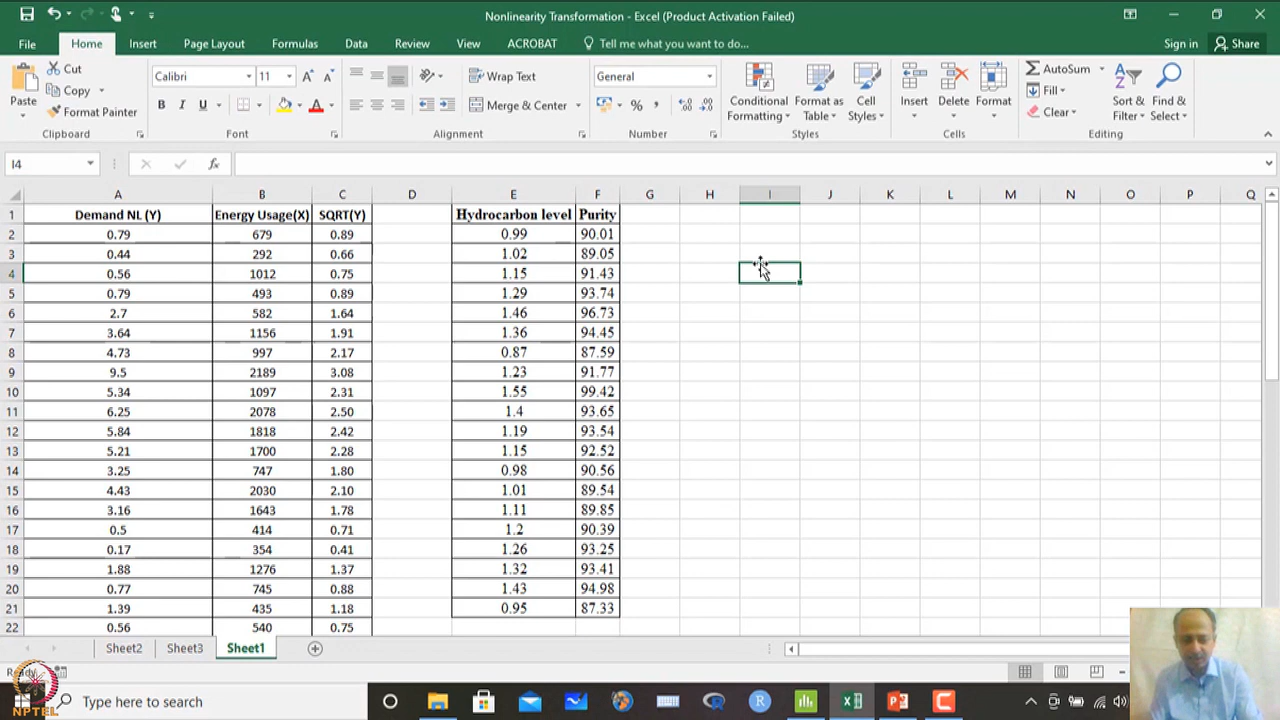 Nonlinearity Transformation - Excel (Product Activation Failed)
File Home Insert Page Layout Formulas Data Review View ACROBAT Tell me what you want to do... Sign in Share
Paste Cut Copy Format Painter
Calibri 11 B I U A A A
Wrap Text Merge & Center
General % ,
Conditional Formatting Format as Table Cell Styles
Insert Delete Format
AutoSum Fill Clear
Sort & Filter Find & Select
Clipboard Font Alignment Number Styles Cells Editing
I4 fx
A B C D E F G H I J K L M N O P Q
1 Demand NL (Y) Energy Usage(X) SQRT(Y) Hydrocarbon level Purity
2 0.79 679 0.89 0.99 90.01
3 0.44 292 0.66 1.02 89.05
4 0.56 1012 0.75 1.15 91.43
5 0.79 493 0.89 1.29 93.74
6 2.7 582 1.64 1.46 96.73
7 3.64 1156 1.91 1.36 94.45
8 4.73 997 2.17 0.87 87.59
9 9.5 2189 3.08 1.23 91.77
10 5.34 1097 2.31 1.55 99.42
11 6.25 2078 2.50 1.4 93.65
12 5.84 1818 2.42 1.19 93.54
13 5.21 1700 2.28 1.15 92.52
14 3.25 747 1.80 0.98 90.56
15 4.43 2030 2.10 1.01 89.54
16 3.16 1643 1.78 1.11 89.85
17 0.5 414 0.71 1.2 90.39
18 0.17 354 0.41 1.26 93.25
19 1.88 1276 1.37 1.32 93.41
20 0.77 745 0.88 1.43 94.98
21 1.39 435 1.18 0.95 87.33
22 0.56 540 0.75
Sheet2 Sheet3 Sheet1
NPTEL
Type here to search